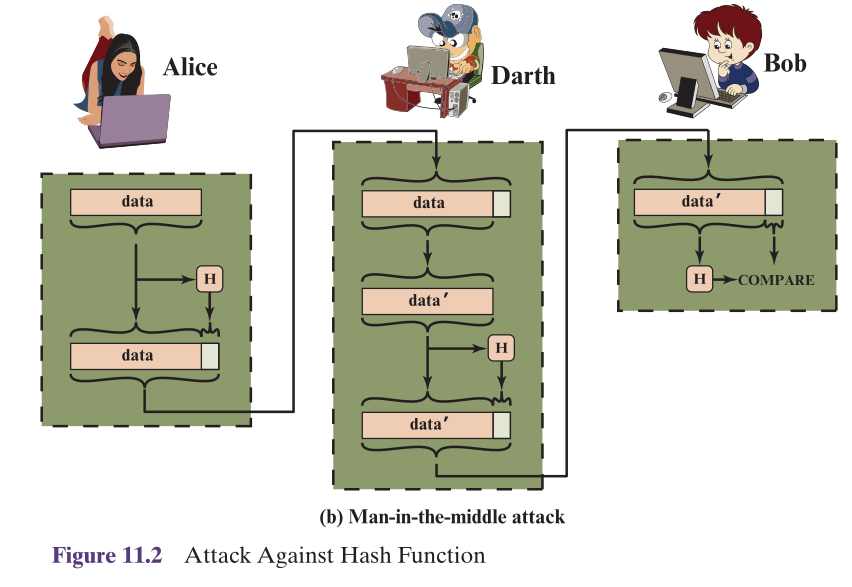 Alice
Darth
Bob
data
H
data
data
data′
H
data′
data′
H
COMPARE
(b) Man-in-the-middle attack
Figure 11.2 Attack Against Hash Function